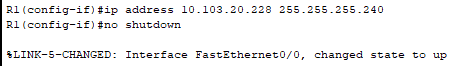 R1(config-if)#ip address 10.103.20.228 255.255.255.240
R1(config-if)#no shutdown
%LINK-5-CHANGED: Interface FastEthernet0/0, changed state to up